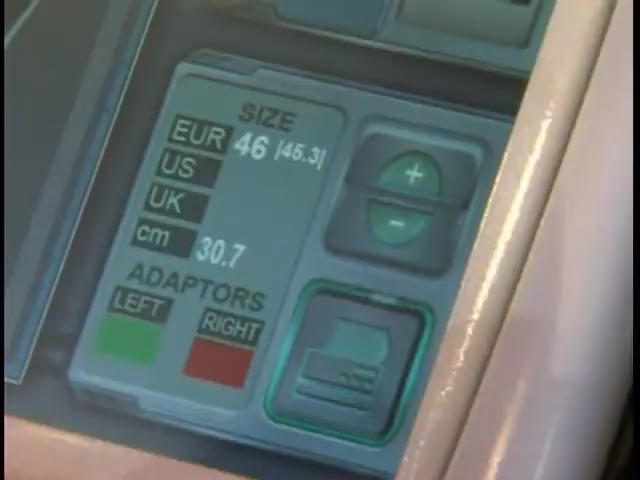 SIZE
EUR 46 |45.3|
US
UK
cm 30.7
ADAPTORS
LEFT RIGHT
+
-